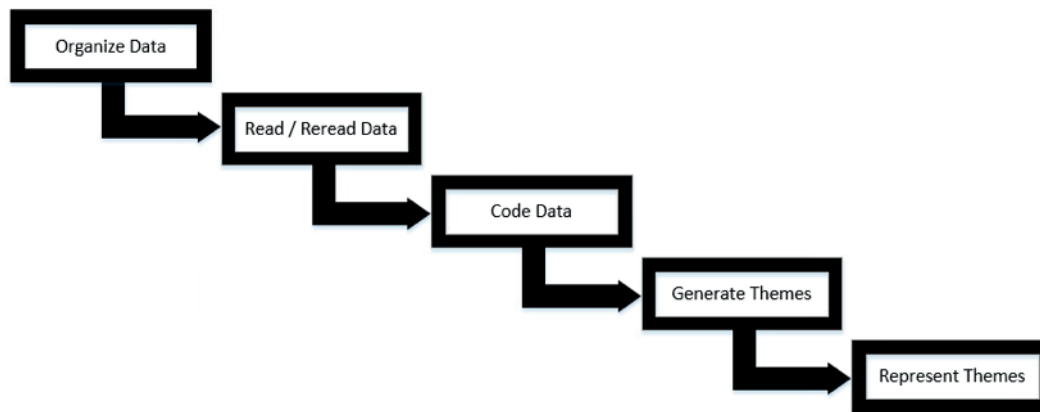 Organize Data
Read / Reread Data
Code Data
Generate Themes
Represent Themes